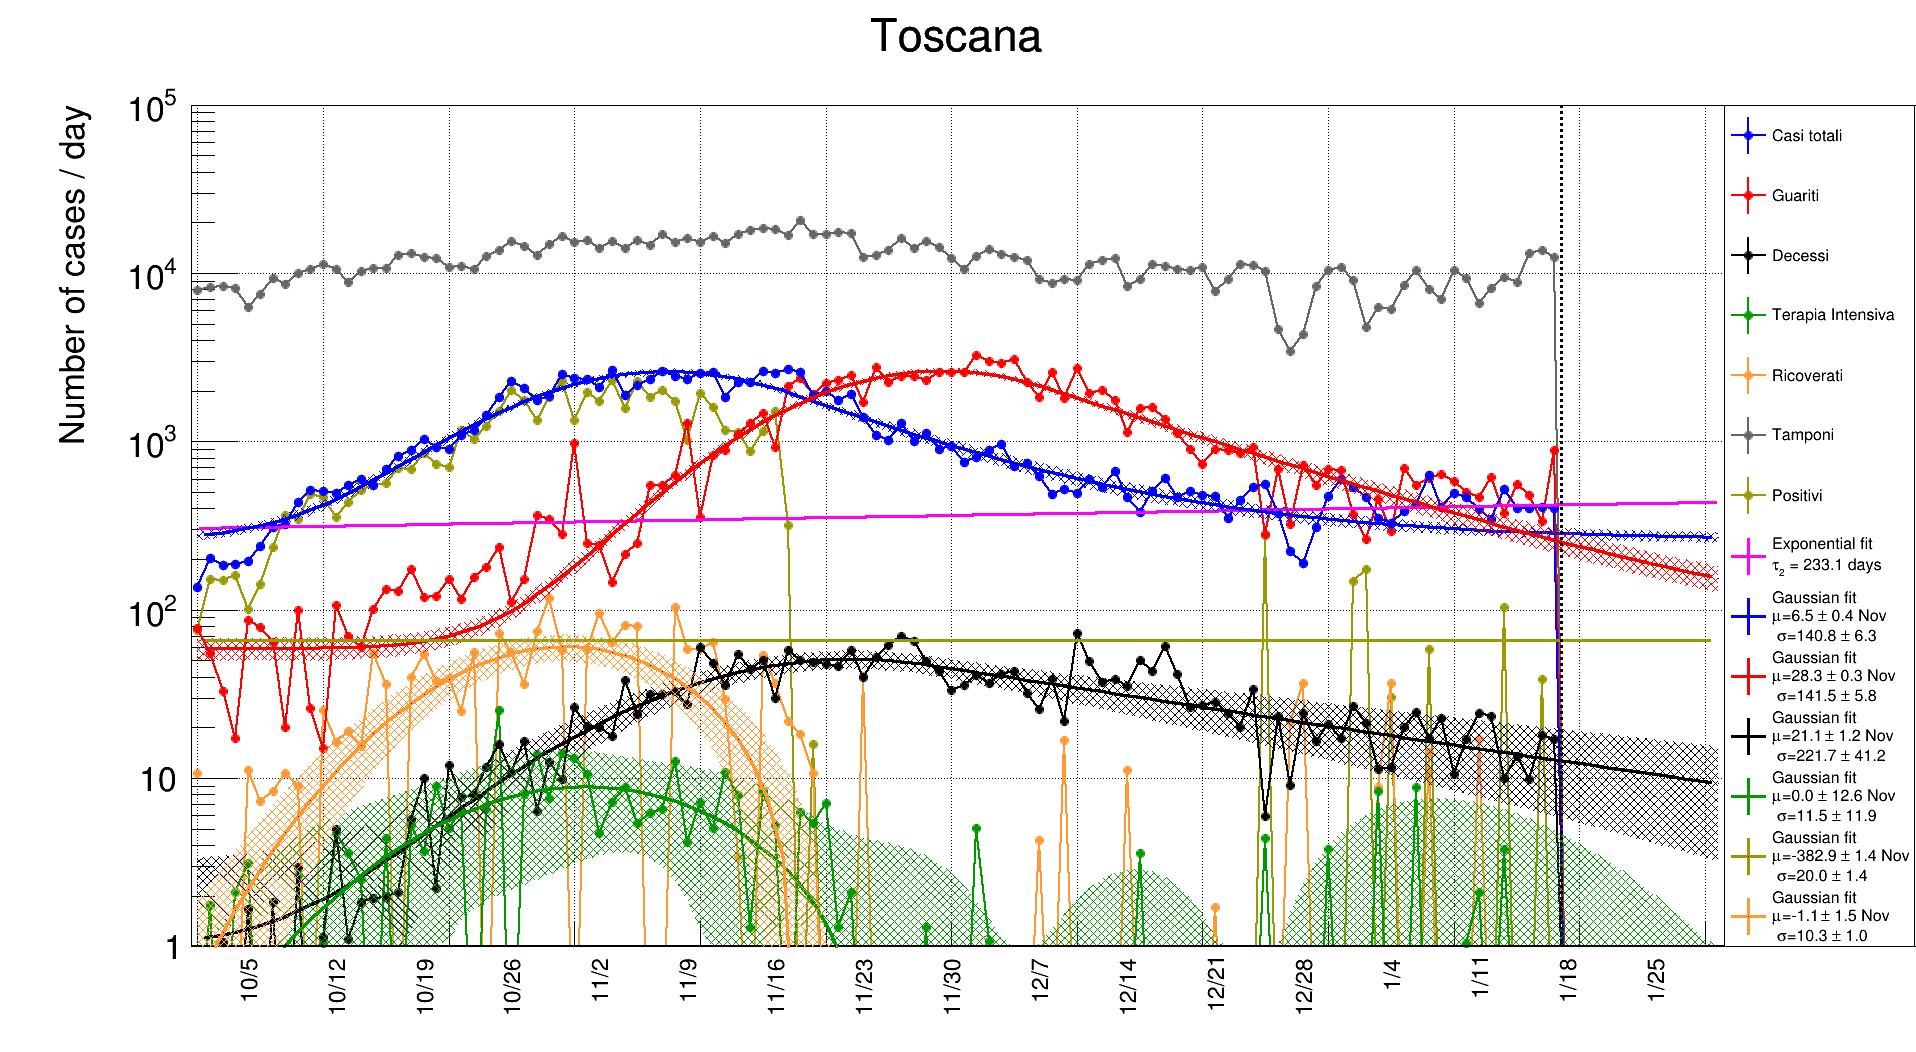 Toscana
Number of cases / day
10^5
10^4
10^3
10^2
10
1
10/5
10/12
10/19
10/26
11/2
11/9
11/16
11/23
11/30
12/7
12/14
12/21
12/28
1/4
1/11
1/18
1/25
Casi totali
Guariti
Decessi
Terapia Intensiva
Ricoverati
Tamponi
Positivi
Exponential fit
τ₂ = 233.1 days
Gaussian fit
μ=6.5 ± 0.4 Nov
σ=140.8 ± 6.3
Gaussian fit
μ=28.3 ± 0.3 Nov
σ=141.5 ± 5.8
Gaussian fit
μ=21.1 ± 1.2 Nov
σ=221.7 ± 41.2
Gaussian fit
μ=0.0 ± 12.6 Nov
σ=11.5 ± 11.9
Gaussian fit
μ=-382.9 ± 1.4 Nov
σ=20.0 ± 1.4
Gaussian fit
μ=-1.1 ± 1.5 Nov
σ=10.3 ± 1.0